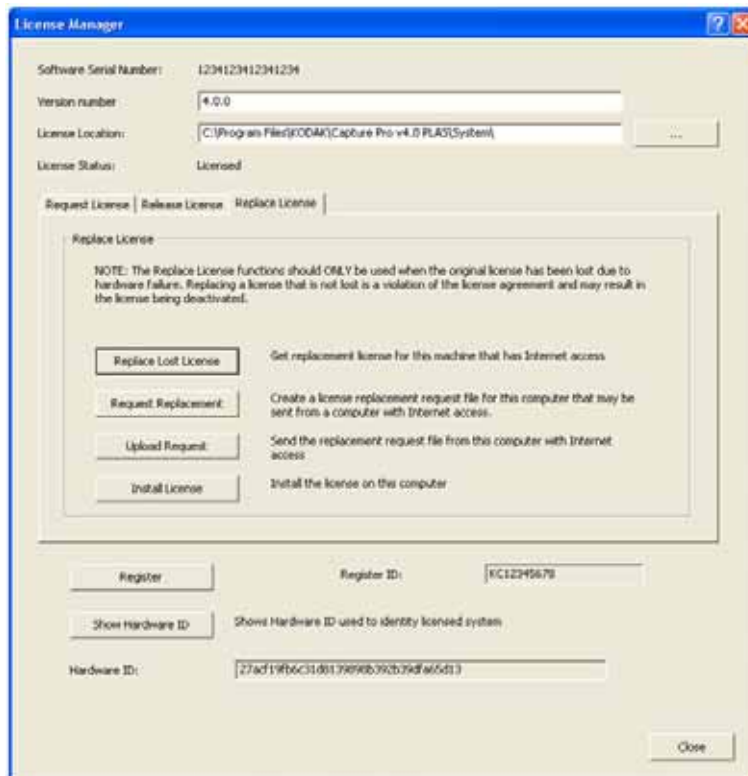 License Manager
Software Serial Number: 1234123412341234
Version number 4.0.0
License Location: C:\Program Files\KODAK\Capture Pro v4.0 PLAS\System\ ...
License Status: Licensed
Request License Release License Replace License
Replace License
NOTE: The Replace License functions should ONLY be used when the original license has been lost due to
hardware failure. Replacing a license that is not lost is a violation of the license agreement and may result in
the license being deactivated.
Replace Lost License Get replacement license for this machine that has Internet access
Request Replacement Create a license replacement request file for this computer that may be
sent from a computer with Internet access.
Upload Request Send the replacement request file from this computer with Internet
access
Install License Install the license on this computer
Register Register ID: KC12345678
Show Hardware ID Shows Hardware ID used to identity licensed system
Hardware ID:
Close